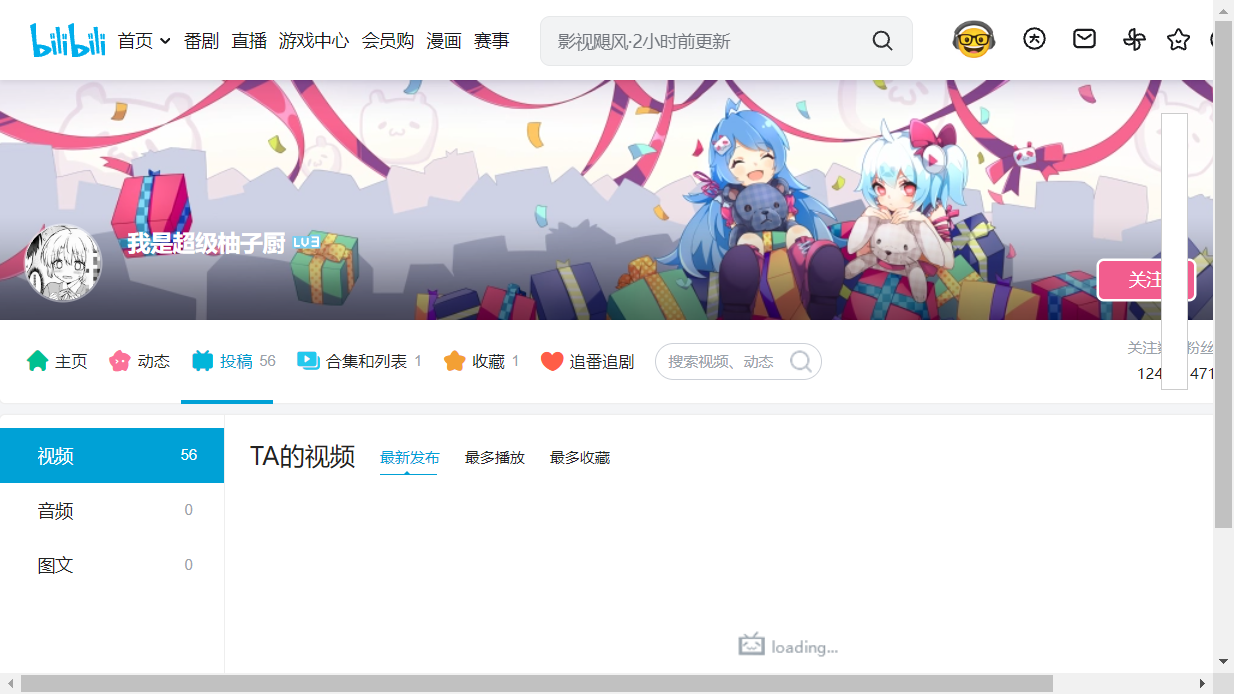 bilibili 首页 番剧 直播 游戏中心 会员购 漫画 赛事 影视飓风·2小时前更新
我是超级柚子厨 LV3
关注
主页 动态 投稿 56 合集和列表 1 收藏 1 追番追剧 搜索视频、动态 关注数 粉丝
124 471
视频 56
TA的视频 最新发布 最多播放 最多收藏
音频 0
图文 0
loading...